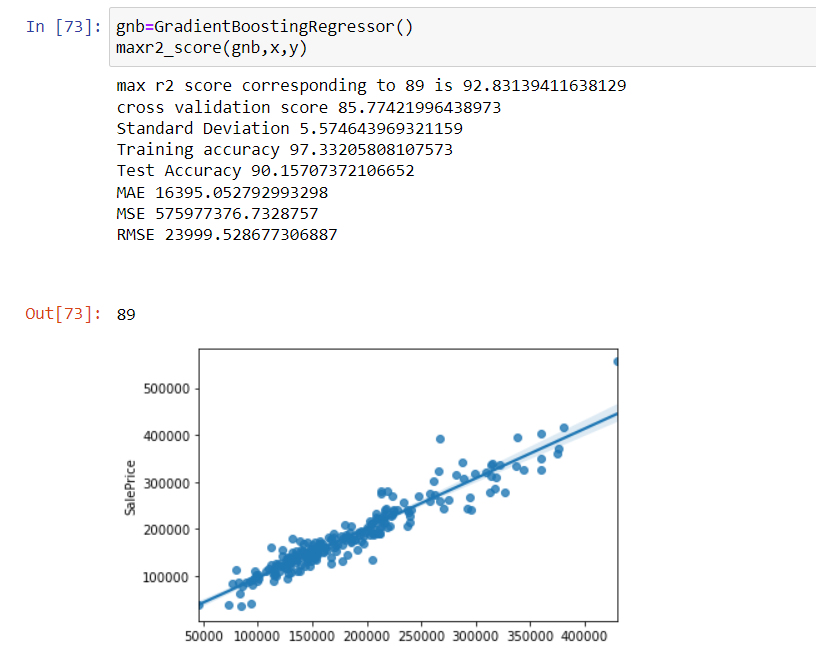 In [73]: gnb=GradientBoostingRegressor()
maxr2_score(gnb,x,y)
max r2 score corresponding to 89 is 92.83139411638129
cross validation score 85.77421996438973
Standard Deviation 5.574643969321159
Training accuracy 97.33205808107573
Test Accuracy 90.15707372106652
MAE 16395.052792993298
MSE 575977376.7328757
RMSE 23999.528677306887
Out[73]: 89
500000
400000
300000
200000
100000
SalePrice
50000 100000 150000 200000 250000 300000 350000 400000